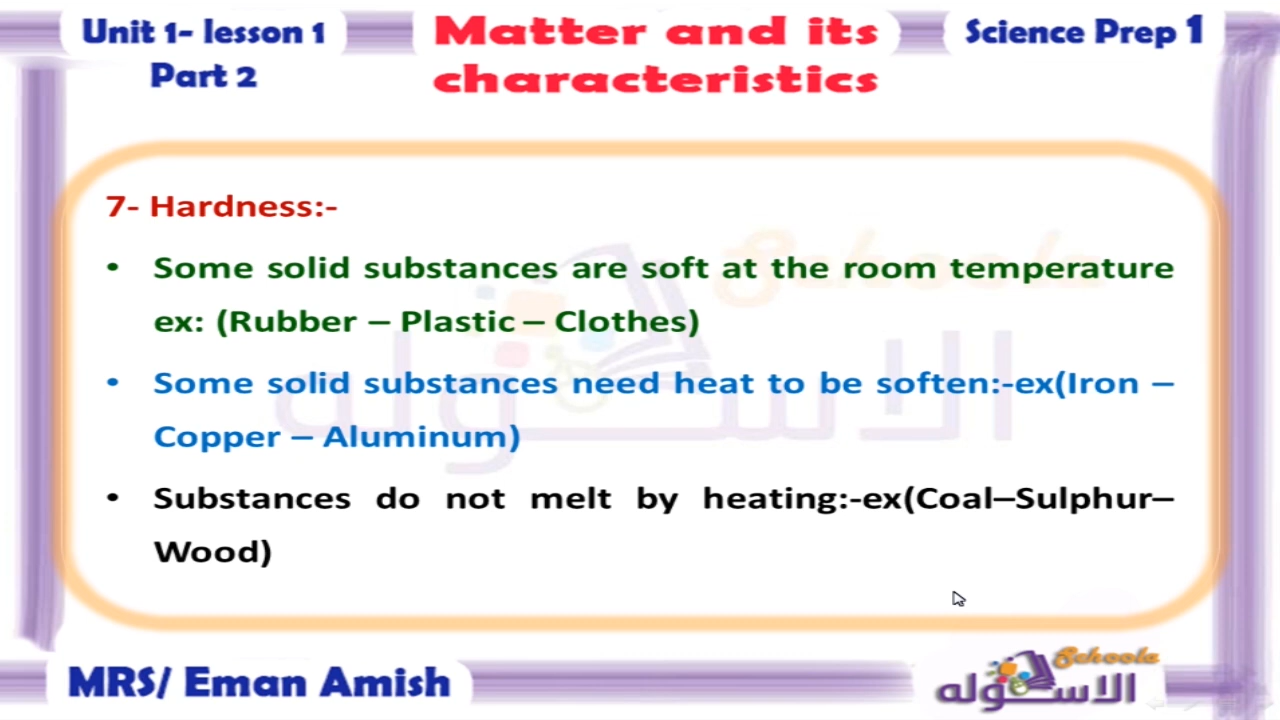 Unit 1- lesson 1
Part 2
Matter and its
characteristics
Science Prep 1
7- Hardness:-
• Some solid substances are soft at the room temperature
ex: (Rubber – Plastic – Clothes)
• Some solid substances need heat to be soften:-ex(Iron –
Copper – Aluminum)
• Substances do not melt by heating:-ex(Coal–Sulphur–
Wood)
MRS/ Eman Amish
Schoola
الاسكوله